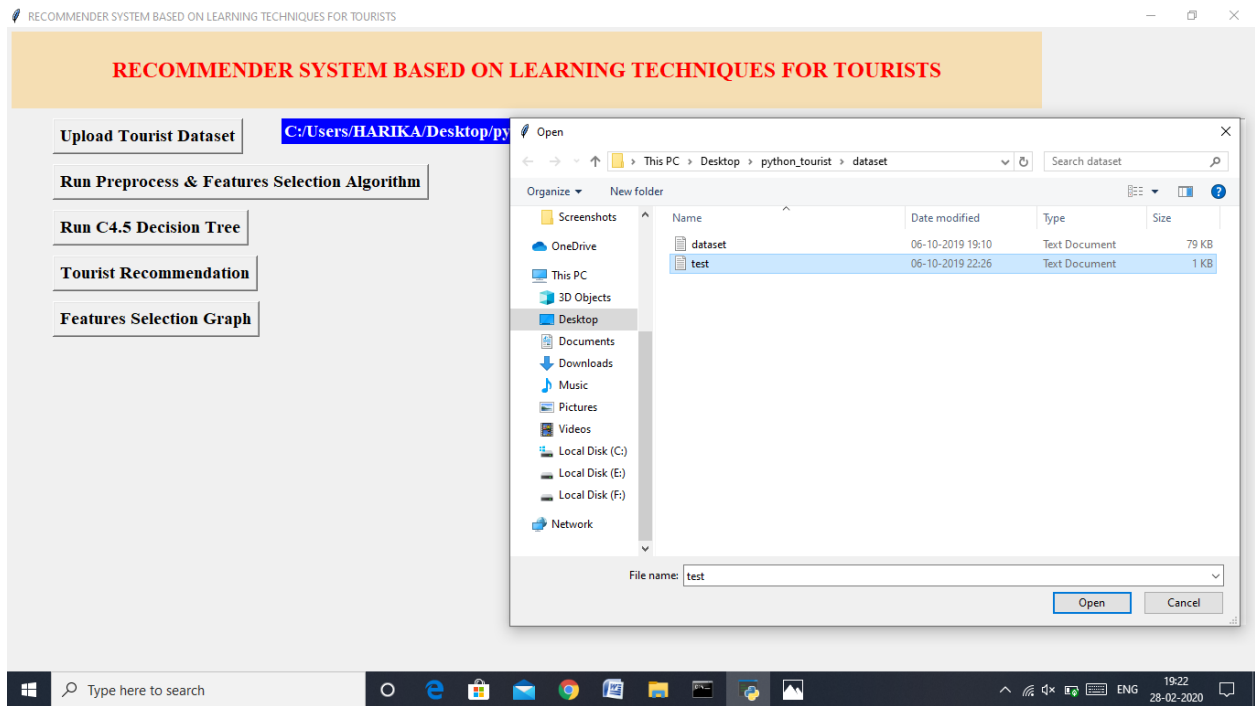 RECOMMENDER SYSTEM BASED ON LEARNING TECHNIQUES FOR TOURISTS
RECOMMENDER SYSTEM BASED ON LEARNING TECHNIQUES FOR TOURISTS
Upload Tourist Dataset
C:/Users/HARIKA/Desktop/py
Run Preprocess & Features Selection Algorithm
Run C4.5 Decision Tree
Tourist Recommendation
Features Selection Graph
Open
This PC > Desktop > python_tourist > dataset
Search dataset
Organize
New folder
Screenshots
OneDrive
This PC
3D Objects
Desktop
Documents
Downloads
Music
Pictures
Videos
Local Disk (C:)
Local Disk (E:)
Local Disk (F:)
Network
Name Date modified Type Size
dataset 06-10-2019 19:10 Text Document 79 KB
test 06-10-2019 22:26 Text Document 1 KB
File name: test
Open Cancel
Type here to search
ENG
19:22
28-02-2020